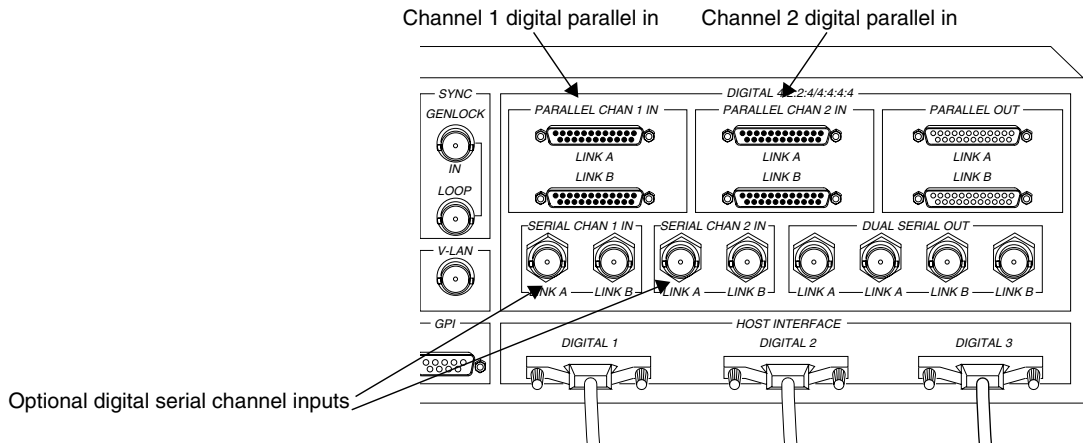 Channel 1 digital parallel in
Channel 2 digital parallel in
SYNC
GENLOCK
IN
LOOP
V-LAN
GPI
DIGITAL 4:2:2:4/4:4:4:4
PARALLEL CHAN 1 IN
LINK A
LINK B
PARALLEL CHAN 2 IN
LINK A
LINK B
PARALLEL OUT
LINK A
LINK B
SERIAL CHAN 1 IN
LINK A
LINK B
SERIAL CHAN 2 IN
LINK A
LINK B
DUAL SERIAL OUT
LINK A
LINK A
LINK B
LINK B
HOST INTERFACE
DIGITAL 1
DIGITAL 2
DIGITAL 3
Optional digital serial channel inputs